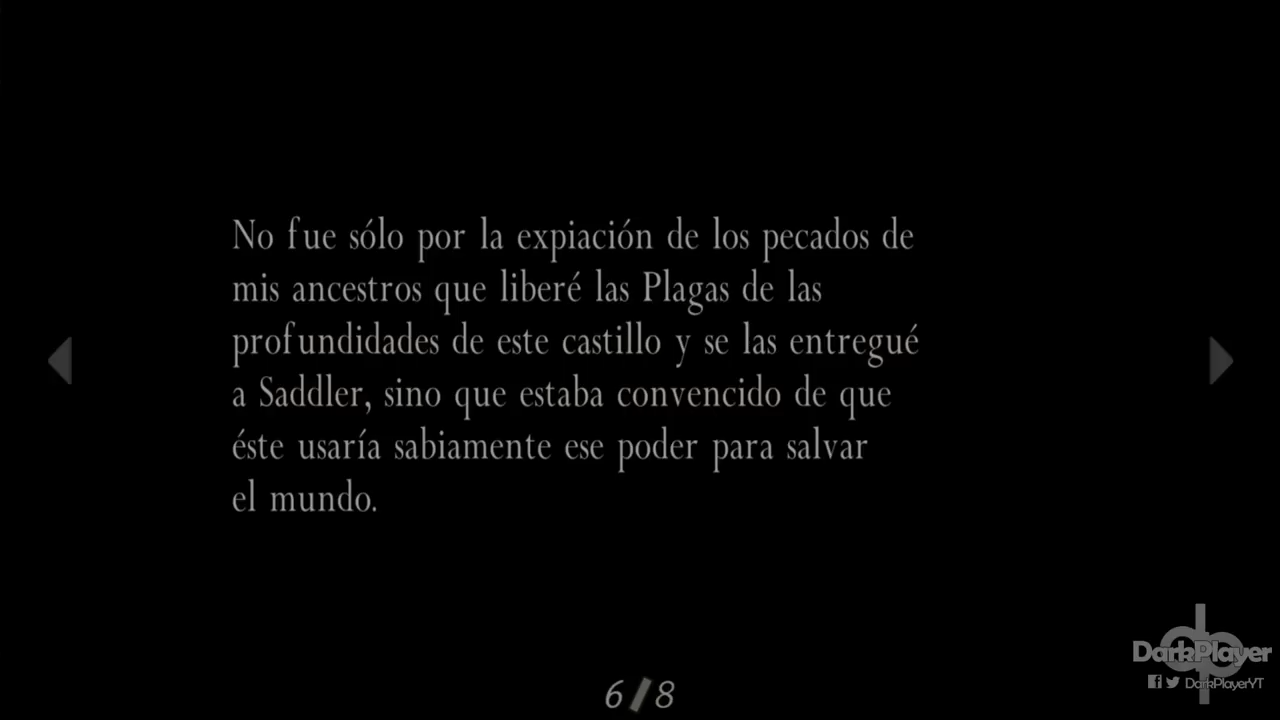 No fue sólo por la expiación de los pecados de
mis ancestros que liberé las Plagas de las
profundidades de este castillo y se las entregué
a Saddler, sino que estaba convencido de que
éste usaría sabiamente ese poder para salvar
el mundo.
6/8
dp
DarkPlayer
DarkPlayerYT